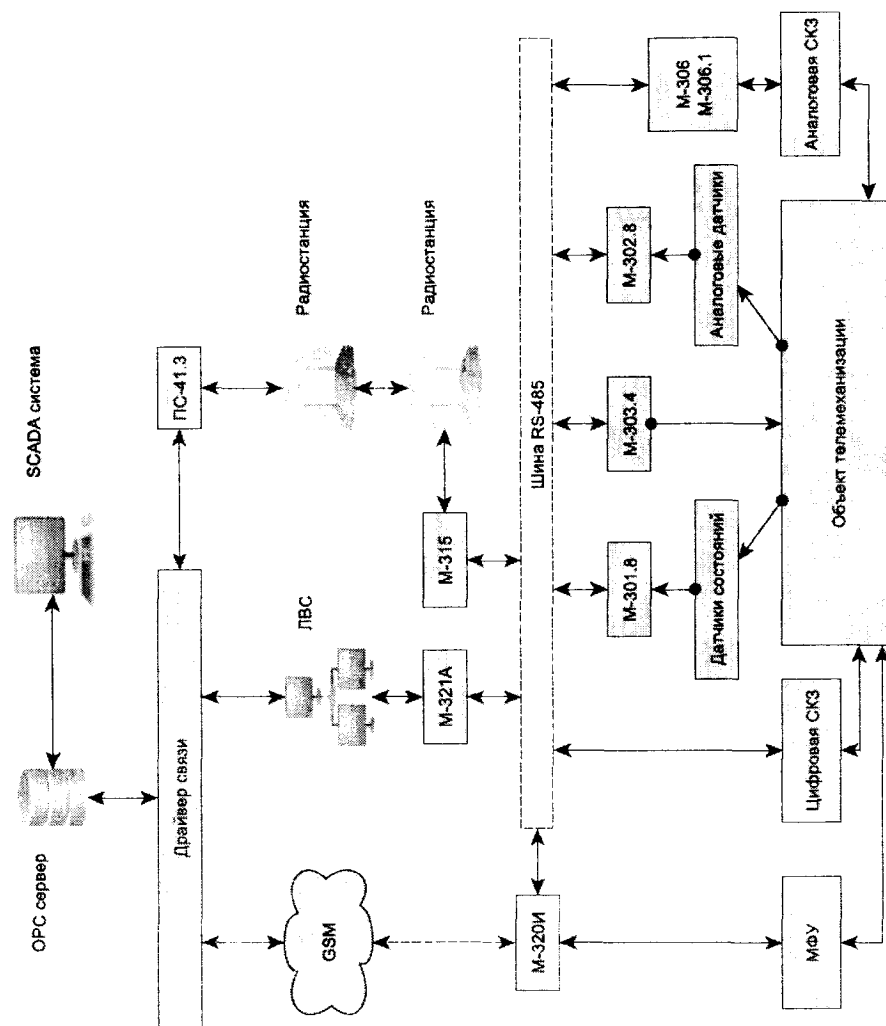 OPC сервер
SCADA система
Драйвер связи
ПС-41.3
GSM
ЛВС
Радиостанция
Радиостанция
М-321А
М-315
М-320И
Шина RS-485
М-301.8
М-303.4
М-302.8
М-306
М-306.1
Датчики состояний
Аналоговые датчики
МФУ
Цифровая СКЗ
Объект телемеханизации
Аналоговая СКЗ